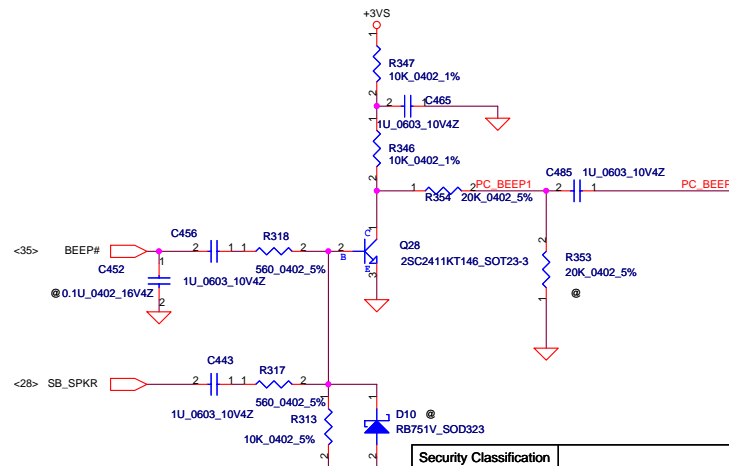 +3VS
1
R347
10K_0402_1%
2
2 1 C465
1U_0603_10V4Z
1
R346
10K_0402_1%
2
1 2 PC_BEEP1
R354 20K_0402_5%
C485 1U_0603_10V4Z
2 1
PC_BEEP
<35> BEEP#
C456
2 1 1 R318 2
1U_0603_10V4Z
560_0402_5%
1
C452
@ 0.1U_0402_16V4Z
2
1
C
2
B
E
3
Q28
2SC2411KT146_SOT23-3
2
R353
20K_0402_5%
1
@
<28> SB_SPKR
C443
2 1 1 R317 2
1U_0603_10V4Z
560_0402_5%
2
R313
10K_0402_5%
1
D10 @
RB751V_SOD323
2
Security Classification